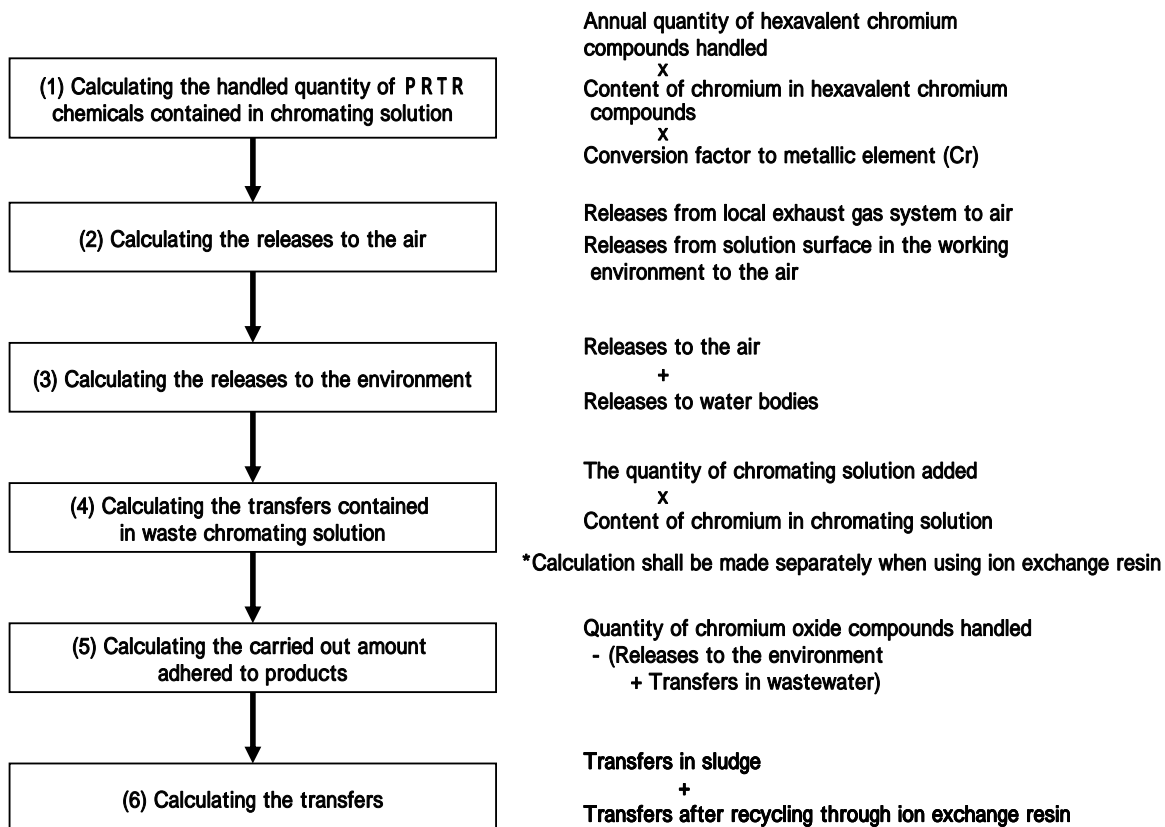 Annual quantity of hexavalent chromium
compounds handled
x
Content of chromium in hexavalent chromium
compounds
x
Conversion factor to metallic element (Cr)
(1) Calculating the handled quantity of PRTR
chemicals contained in chromating solution
(2) Calculating the releases to the air
Releases from local exhaust gas system to air
Releases from solution surface in the working
environment to the air
(3) Calculating the releases to the environment
Releases to the air
+
Releases to water bodies
(4) Calculating the transfers contained
in waste chromating solution
The quantity of chromating solution added
x
Content of chromium in chromating solution
*Calculation shall be made separately when using ion exchange resin
(5) Calculating the carried out amount
adhered to products
Quantity of chromium oxide compounds handled
- (Releases to the environment
+ Transfers in wastewater)
(6) Calculating the transfers
Transfers in sludge
+
Transfers after recycling through ion exchange resin